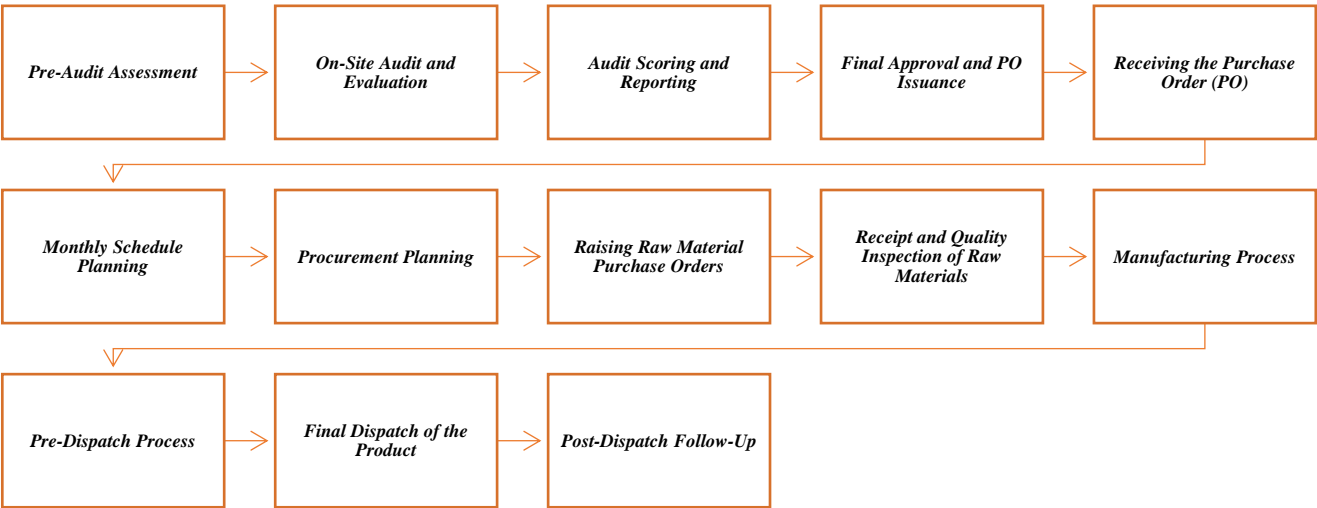 Pre-Audit Assessment
On-Site Audit and
Evaluation
Audit Scoring and
Reporting
Final Approval and PO
Issuance
Receiving the Purchase
Order (PO)
Monthly Schedule
Planning
Procurement Planning
Raising Raw Material
Purchase Orders
Receipt and Quality
Inspection of Raw
Materials
Manufacturing Process
Pre-Dispatch Process
Final Dispatch of the
Product
Post-Dispatch Follow-Up